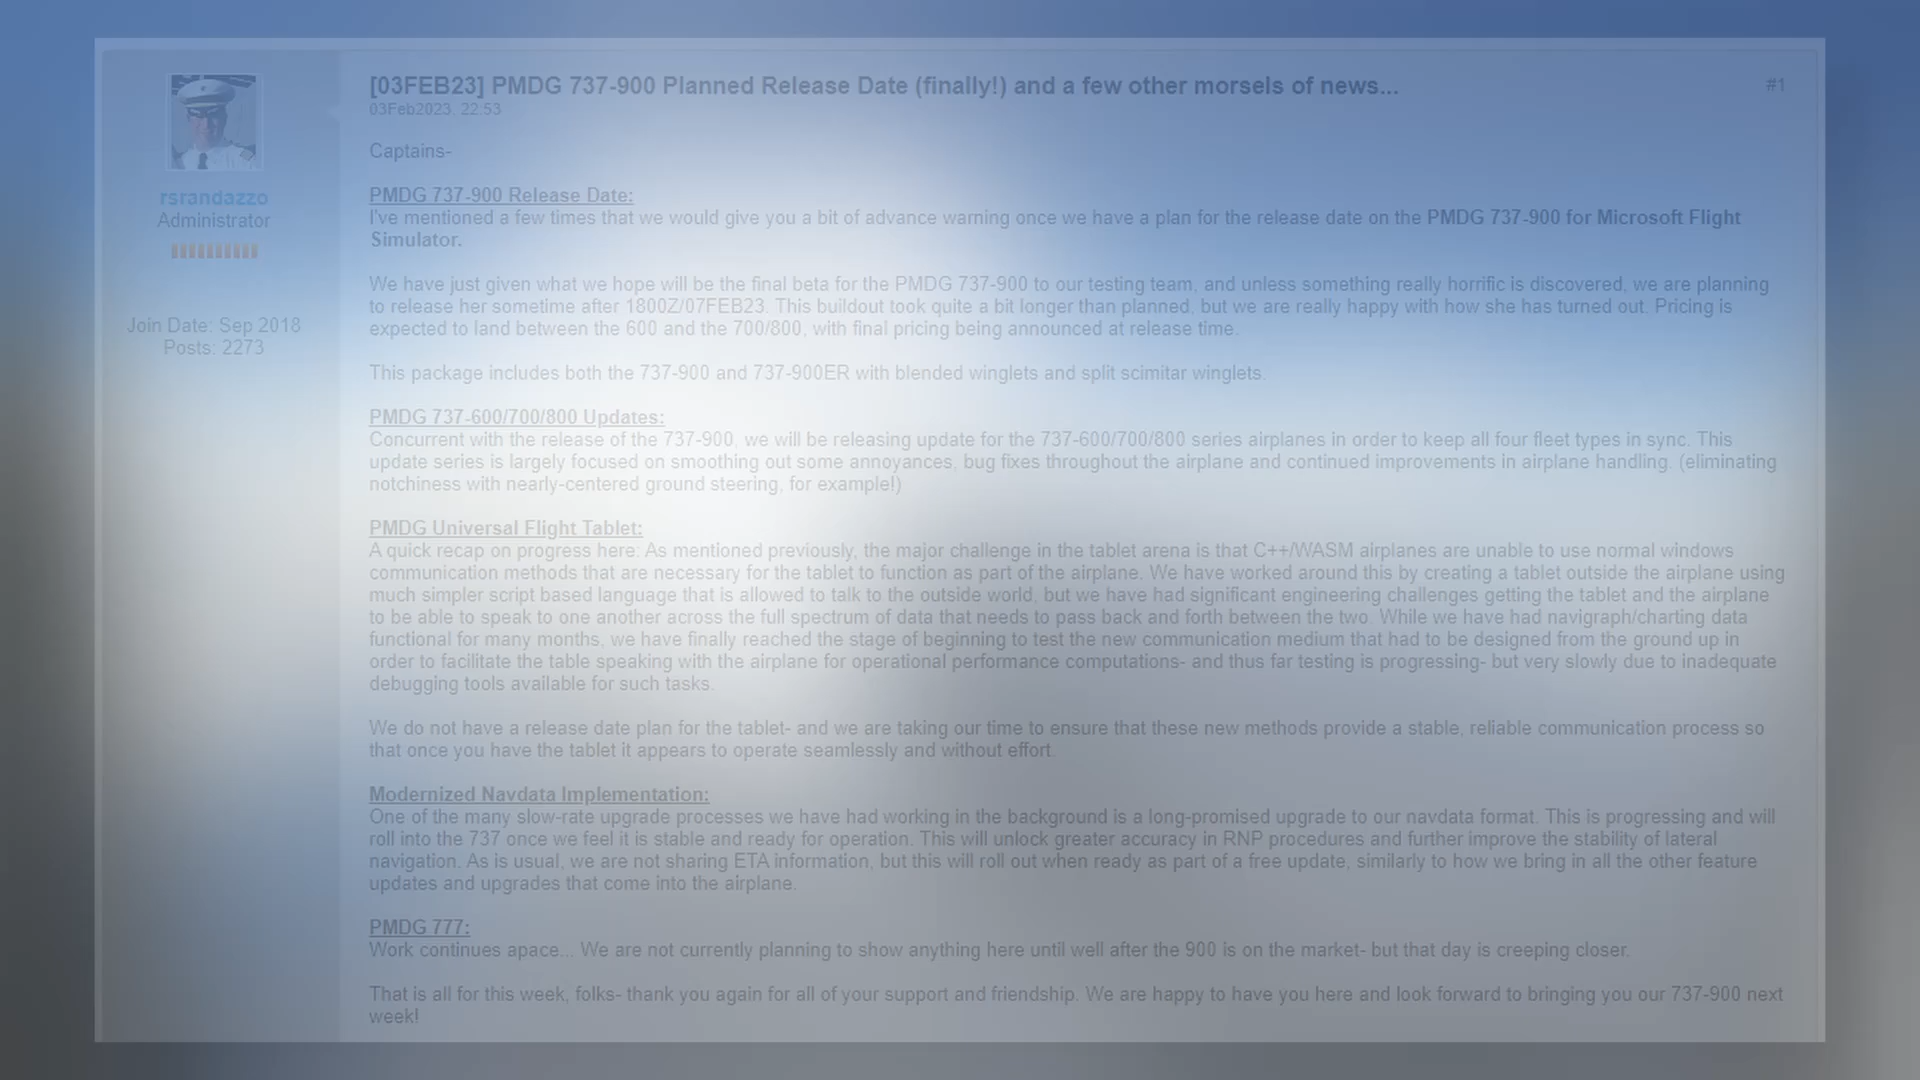 [03FEB23] PMDG 737-900 Planned Release Date (finally!) and a few other morsels of news...
#1
03Feb2023, 22:53
rsrandazzo
Administrator
Join Date: Sep 2018
Posts: 2273
Captains-
PMDG 737-900 Release Date:
I've mentioned a few times that we would give you a bit of advance warning once we have a plan for the release date on the PMDG 737-900 for Microsoft Flight
Simulator.
We have just given what we hope will be the final beta for the PMDG 737-900 to our testing team, and unless something really horrific is discovered, we are planning
to release her sometime after 1800Z/07FEB23. This buildout took quite a bit longer than planned, but we are really happy with how she has turned out. Pricing is
expected to land between the 600 and the 700/800, with final pricing being announced at release time.
This package includes both the 737-900 and 737-900ER with blended winglets and split scimitar winglets.
PMDG 737-600/700/800 Updates:
Concurrent with the release of the 737-900, we will be releasing update for the 737-600/700/800 series airplanes in order to keep all four fleet types in sync. This
update series is largely focused on smoothing out some annoyances, bug fixes throughout the airplane and continued improvements in airplane handling. (eliminating
notchiness with nearly-centered ground steering, for example!)
PMDG Universal Flight Tablet:
A quick recap on progress here: As mentioned previously, the major challenge in the tablet arena is that C++/WASM airplanes are unable to use normal windows
communication methods that are necessary for the tablet to function as part of the airplane. We have worked around this by creating a tablet outside the airplane using
much simpler script based language that is allowed to talk to the outside world, but we have had significant engineering challenges getting the tablet and the airplane
to be able to speak to one another across the full spectrum of data that needs to pass back and forth between the two. While we have had navigraph/charting data
functional for many months, we have finally reached the stage of beginning to test the new communication medium that had to be designed from the ground up in
order to facilitate the table speaking with the airplane for operational performance computations- and thus far testing is progressing- but very slowly due to inadequate
debugging tools available for such tasks.
We do not have a release date plan for the tablet- and we are taking our time to ensure that these new methods provide a stable, reliable communication process so
that once you have the tablet it appears to operate seamlessly and without effort.
Modernized Navdata Implementation:
One of the many slow-rate upgrade processes we have had working in the background is a long-promised upgrade to our navdata format. This is progressing and will
roll into the 737 once we feel it is stable and ready for operation. This will unlock greater accuracy in RNP procedures and further improve the stability of lateral
navigation. As is usual, we are not sharing ETA information, but this will roll out when ready as part of a free update, similarly to how we bring in all the other feature
updates and upgrades that come into the airplane.
PMDG 777:
Work continues apace... We are not currently planning to show anything here until well after the 900 is on the market- but that day is creeping closer.
That is all for this week, folks- thank you again for all of your support and friendship. We are happy to have you here and look forward to bringing you our 737-900 next
week!